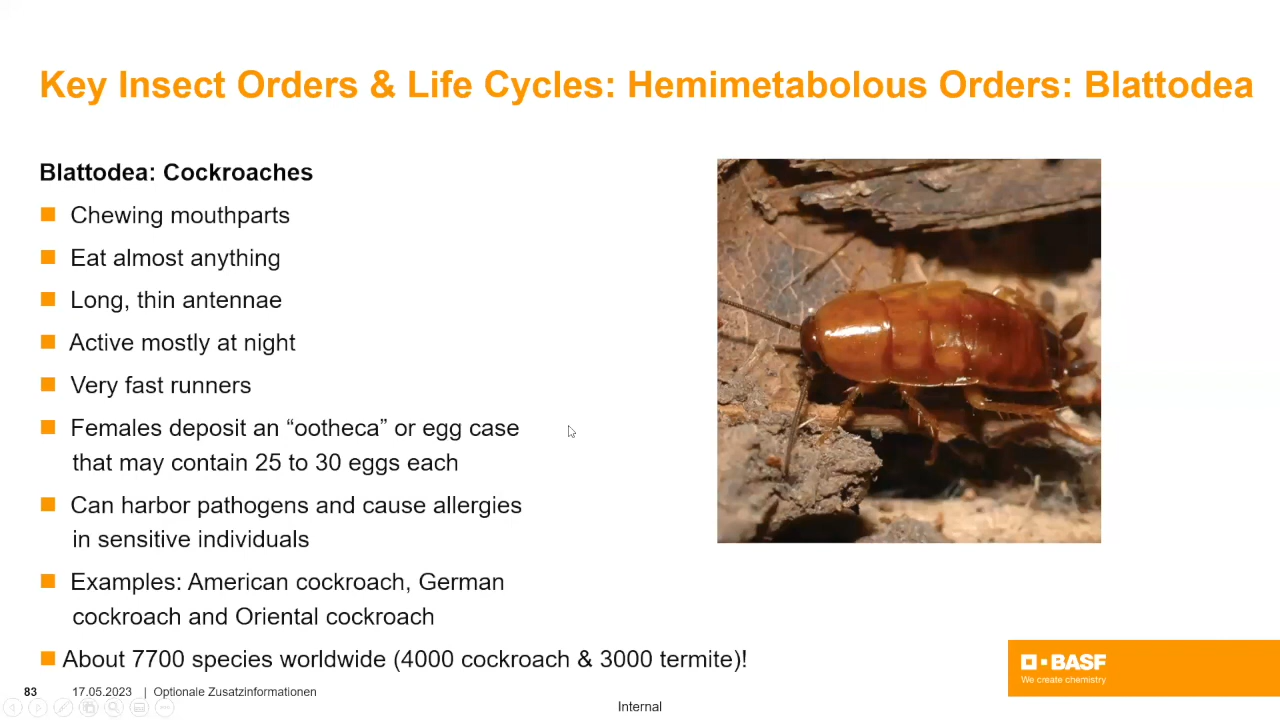 Key Insect Orders & Life Cycles: Hemimetabolous Orders: Blattodea
Blattodea: Cockroaches
Chewing mouthparts
Eat almost anything
Long, thin antennae
Active mostly at night
Very fast runners
Females deposit an “ootheca” or egg case
that may contain 25 to 30 eggs each
Can harbor pathogens and cause allergies
in sensitive individuals
Examples: American cockroach, German
cockroach and Oriental cockroach
About 7700 species worldwide (4000 cockroach & 3000 termite)!
BASF
We create chemistry
83 17.05.2023 | Optionale Zusatzinformationen
Internal